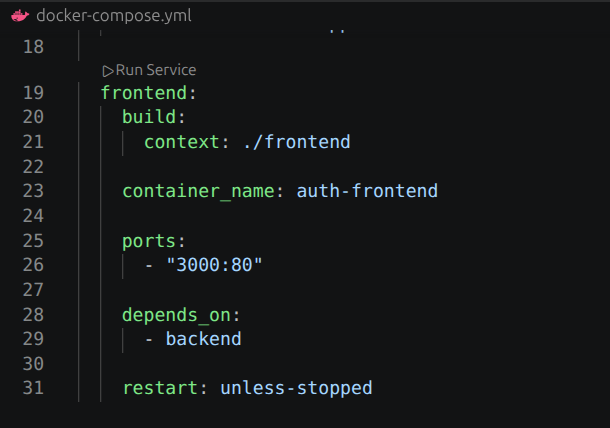 docker-compose.yml
18
Run Service
19 frontend:
20 build:
21 context: ./frontend
22
23 container_name: auth-frontend
24
25 ports:
26 - "3000:80"
27
28 depends_on:
29 - backend
30
31 restart: unless-stopped